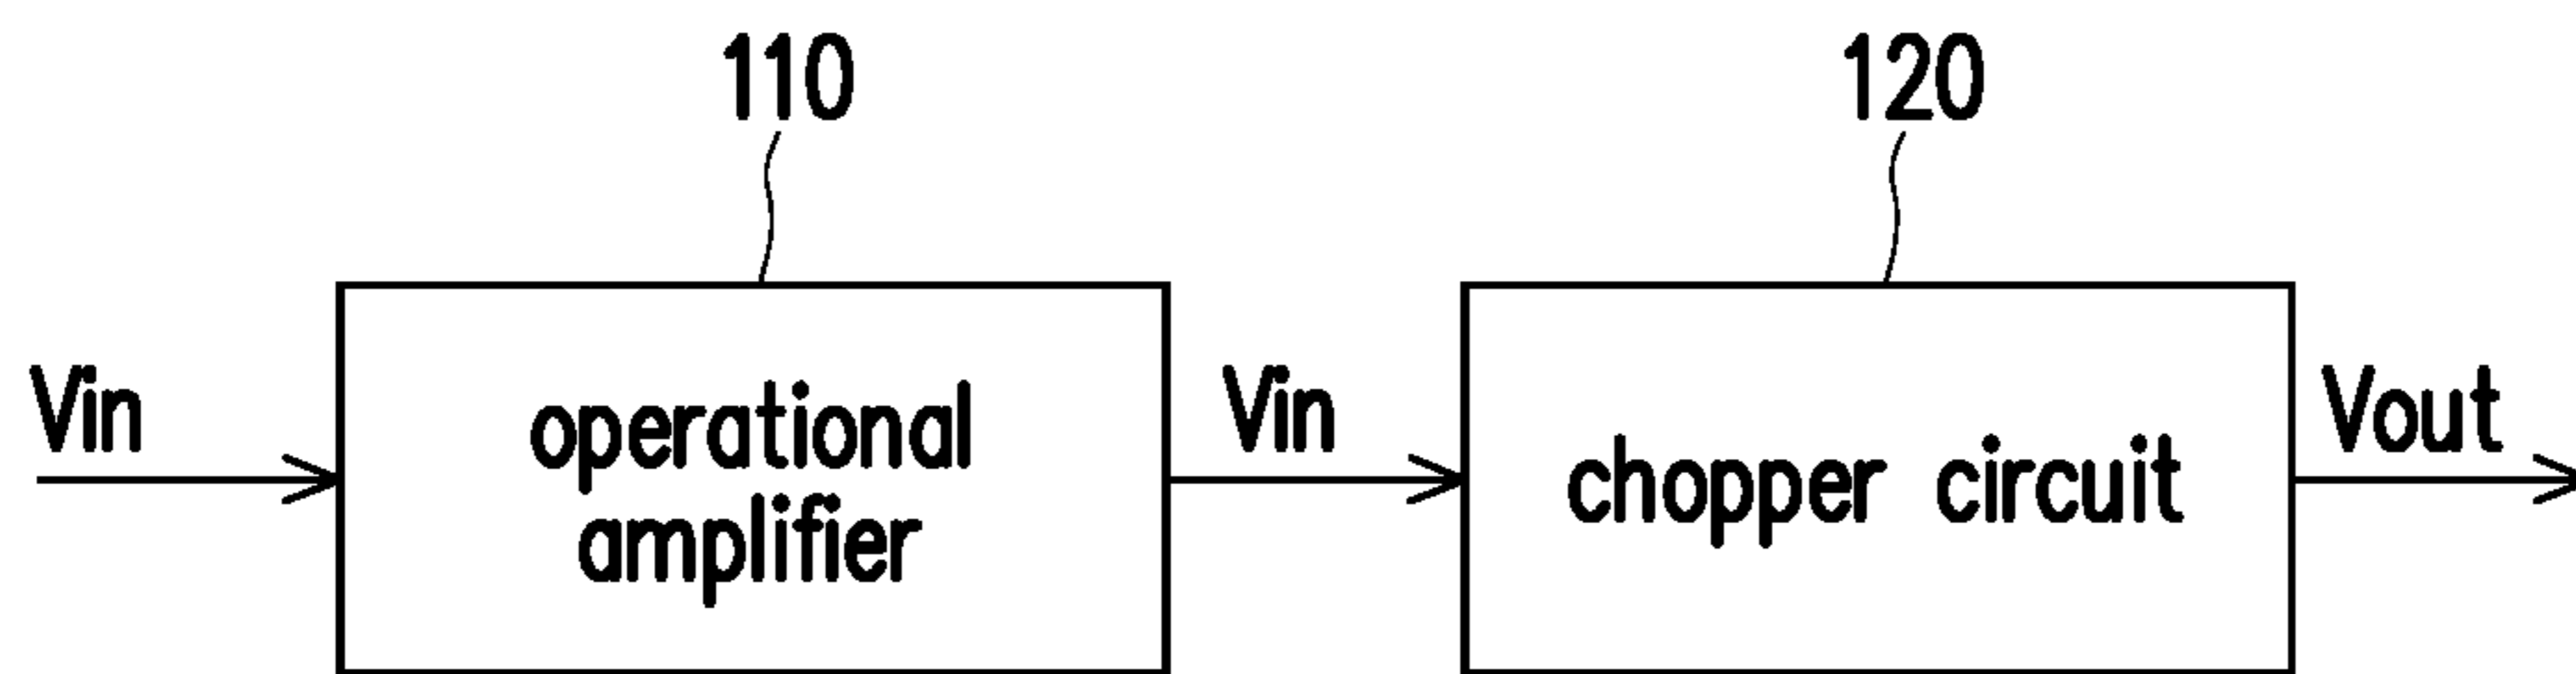 110
120
Vin
operational
amplifier
Vin
chopper circuit
Vout